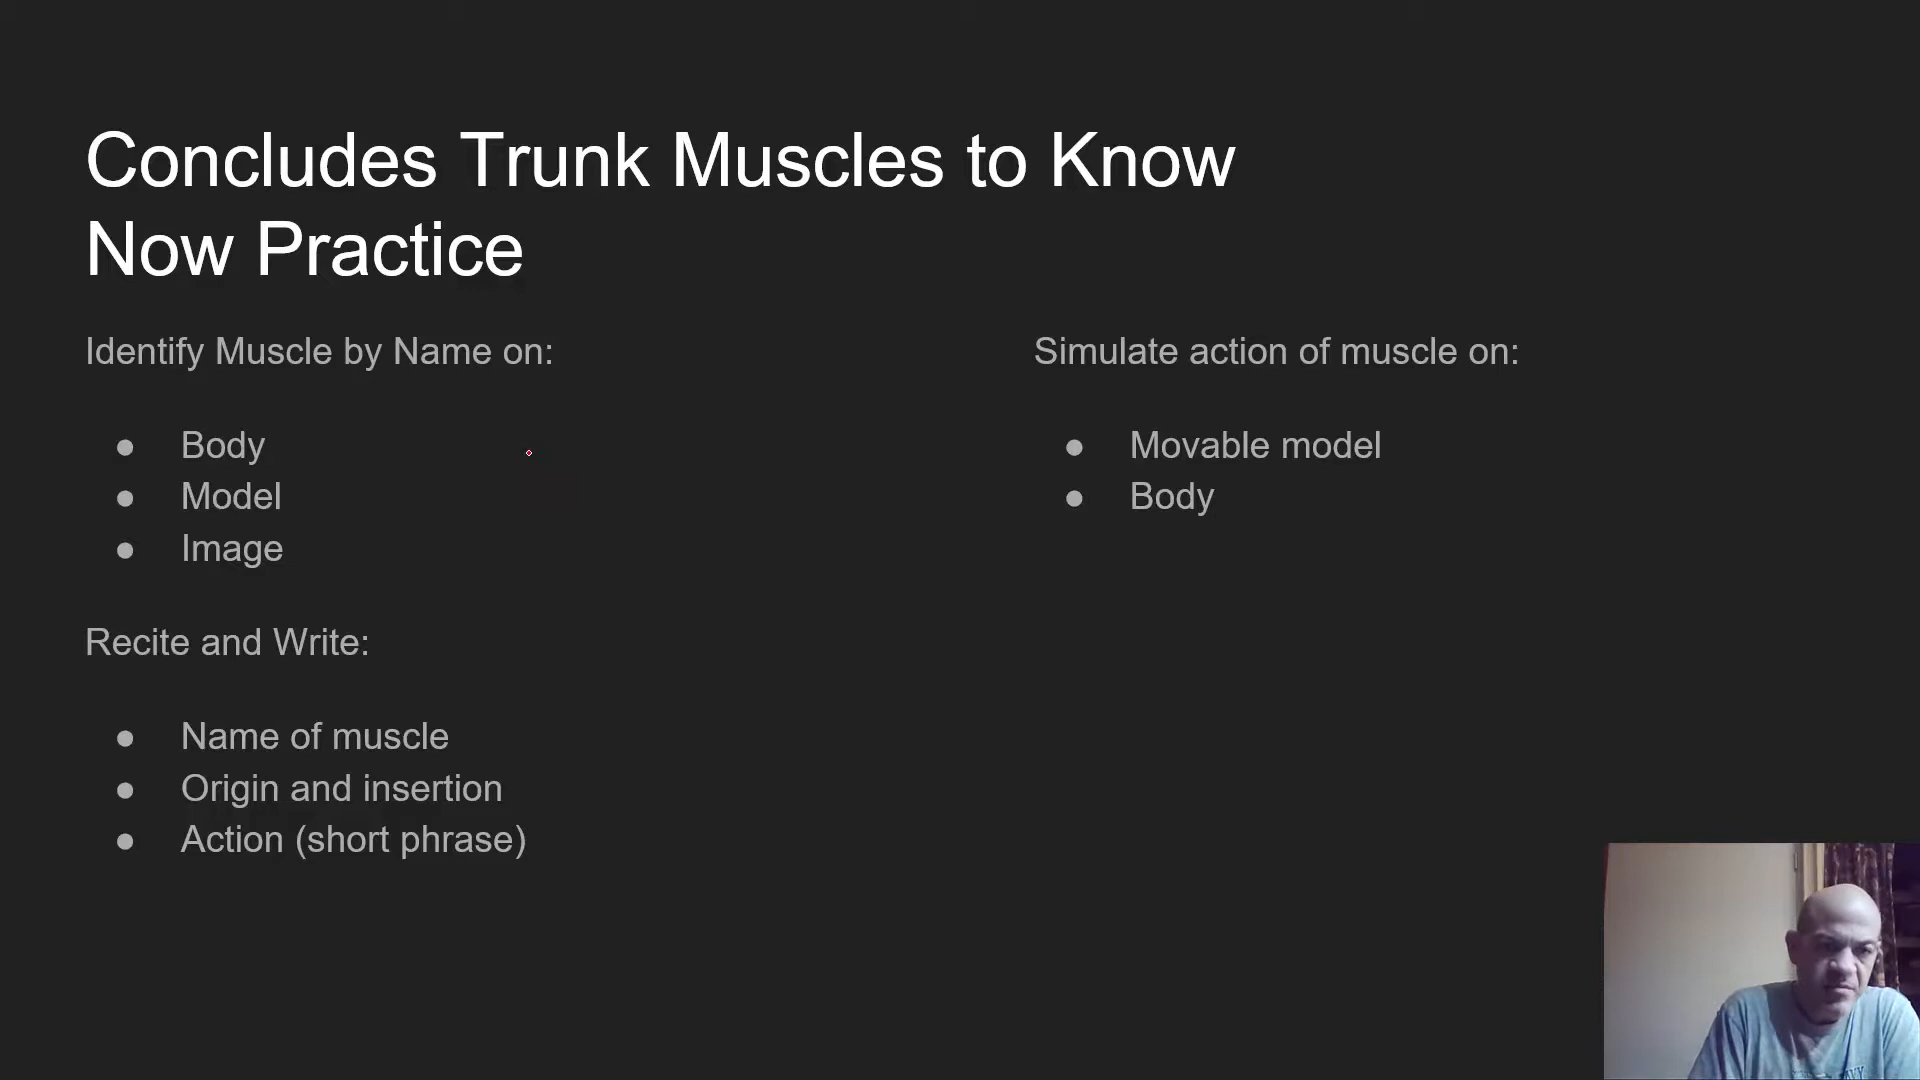 Concludes Trunk Muscles to Know
Now Practice
Identify Muscle by Name on:
● Body
● Model
● Image
Recite and Write:
● Name of muscle
● Origin and insertion
● Action (short phrase)
Simulate action of muscle on:
● Movable model
● Body